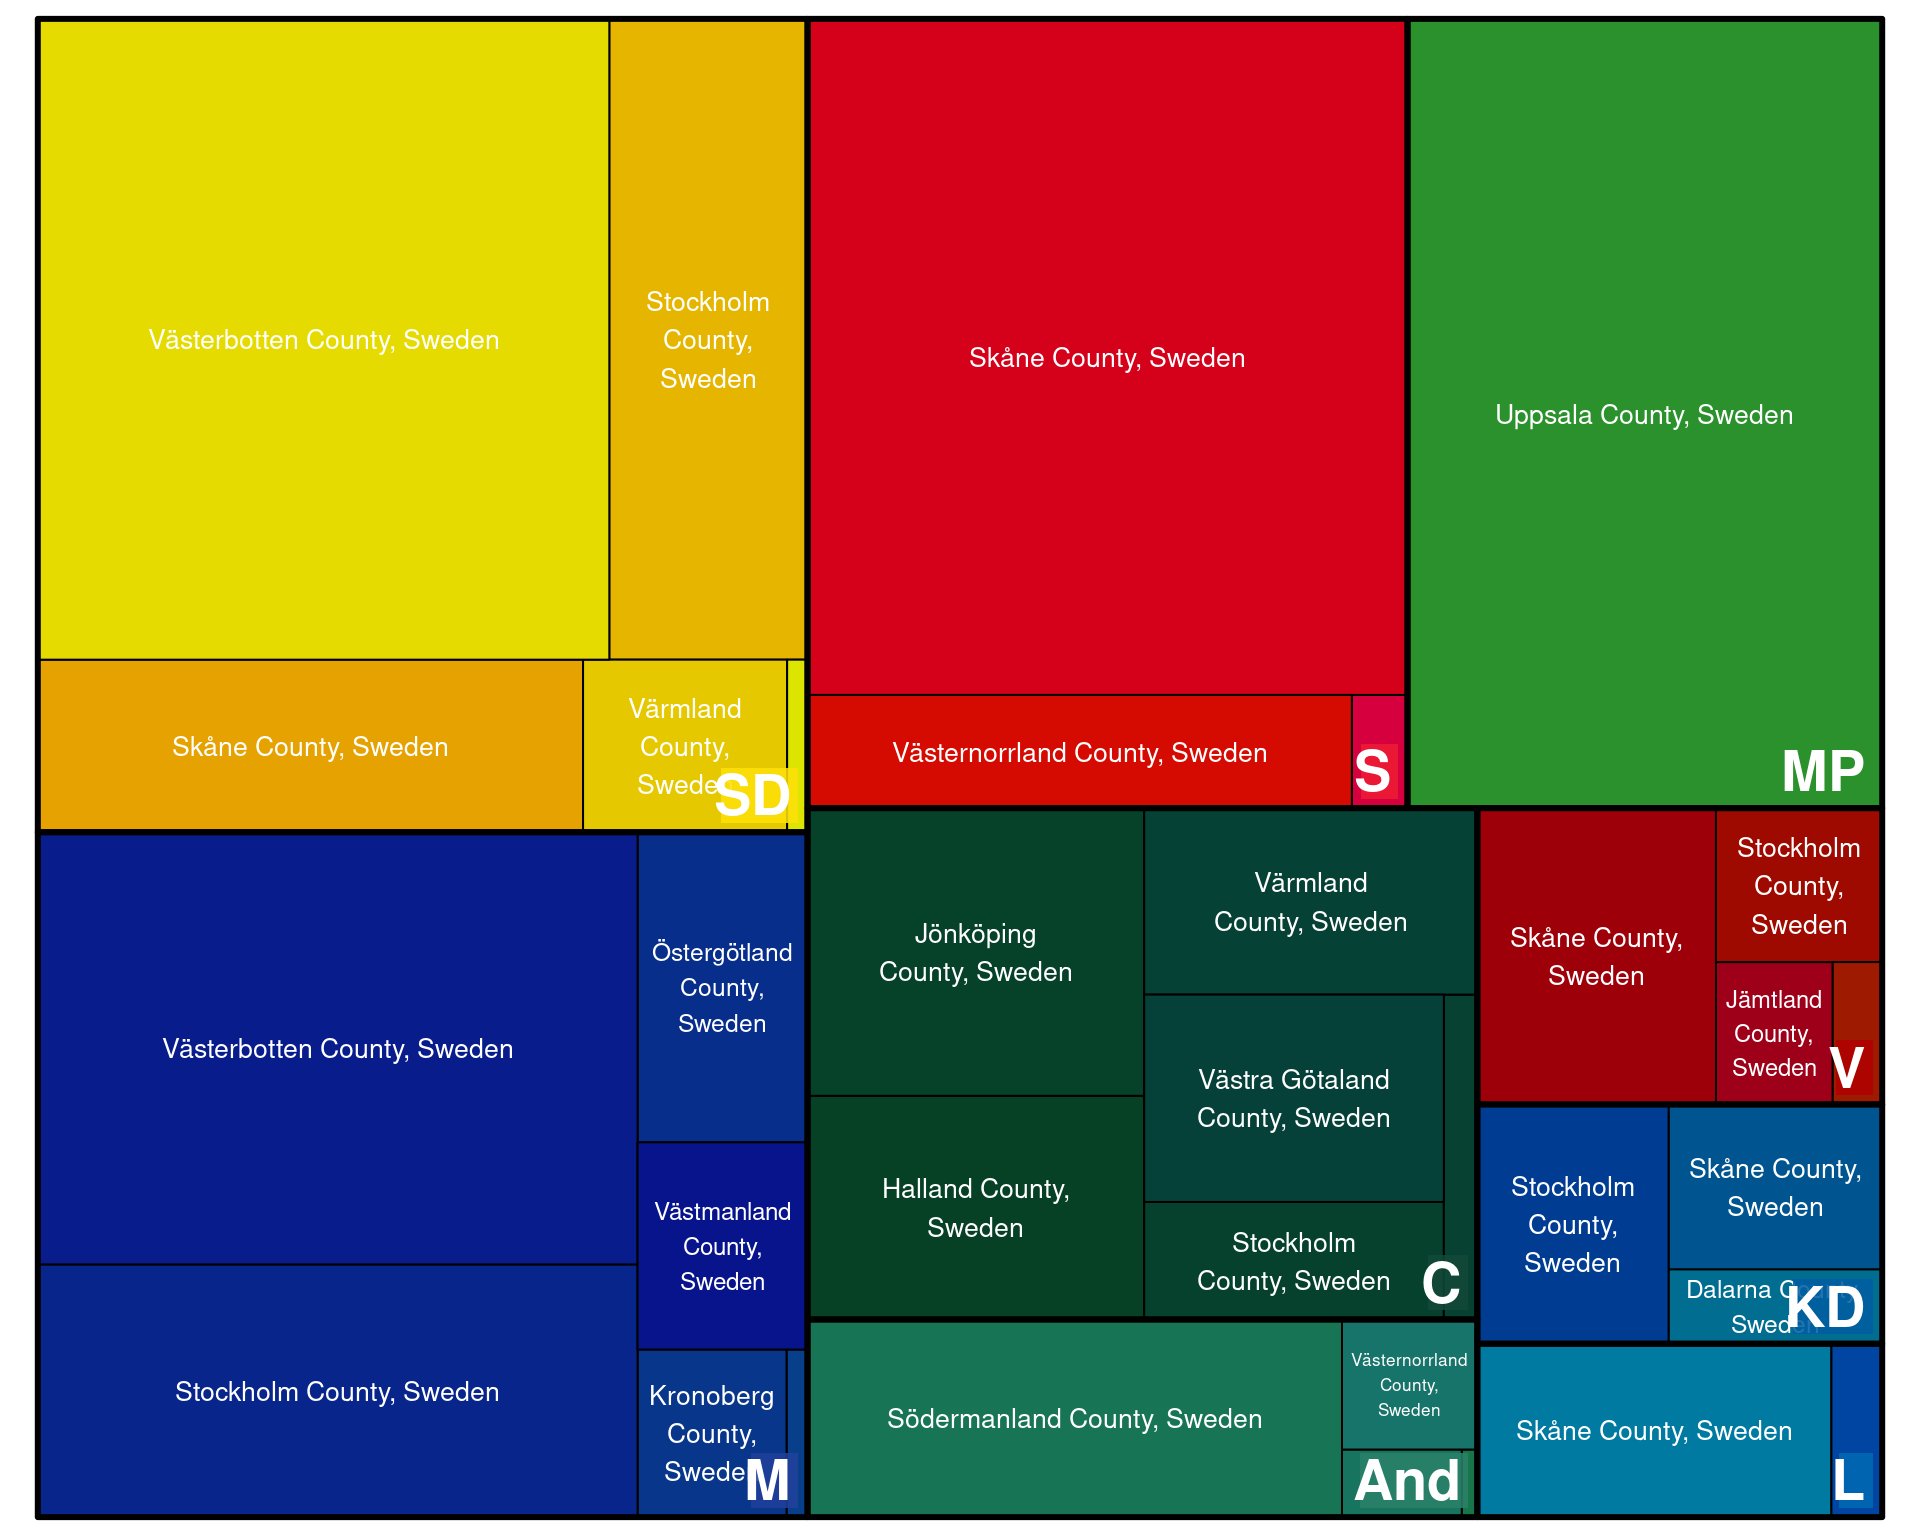 Västerbotten County, Sweden
Stockholm
County,
Sweden
Skåne County, Sweden
Värmland
County,
Swede
SD
Skåne County, Sweden
Västernorrland County, Sweden
S
Uppsala County, Sweden
MP
Västerbotten County, Sweden
Östergötland
County,
Sweden
Västmanland
County,
Sweden
Stockholm County, Sweden
Kronoberg
County,
Swede
M
Jönköping
County, Sweden
Värmland
County, Sweden
Västra Götaland
County, Sweden
Halland County,
Sweden
Stockholm
County, Sweden
C
Skåne County,
Sweden
Stockholm
County,
Sweden
Jämtland
County,
Sweden
V
Stockholm
County,
Sweden
Skåne County,
Sweden
Dalarna County,
Sweden
KD
Södermanland County, Sweden
Västernorrland
County,
Sweden
And
Skåne County, Sweden
L